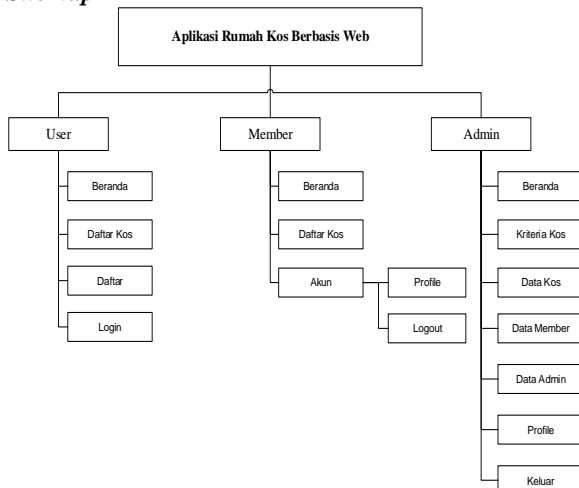 Aplikasi Rumah Kos Berbasis Web
User
Member
Admin
Beranda
Daftar Kos
Daftar
Login
Beranda
Daftar Kos
Akun
Profile
Logout
Beranda
Kriteria Kos
Data Kos
Data Member
Data Admin
Profile
Keluar